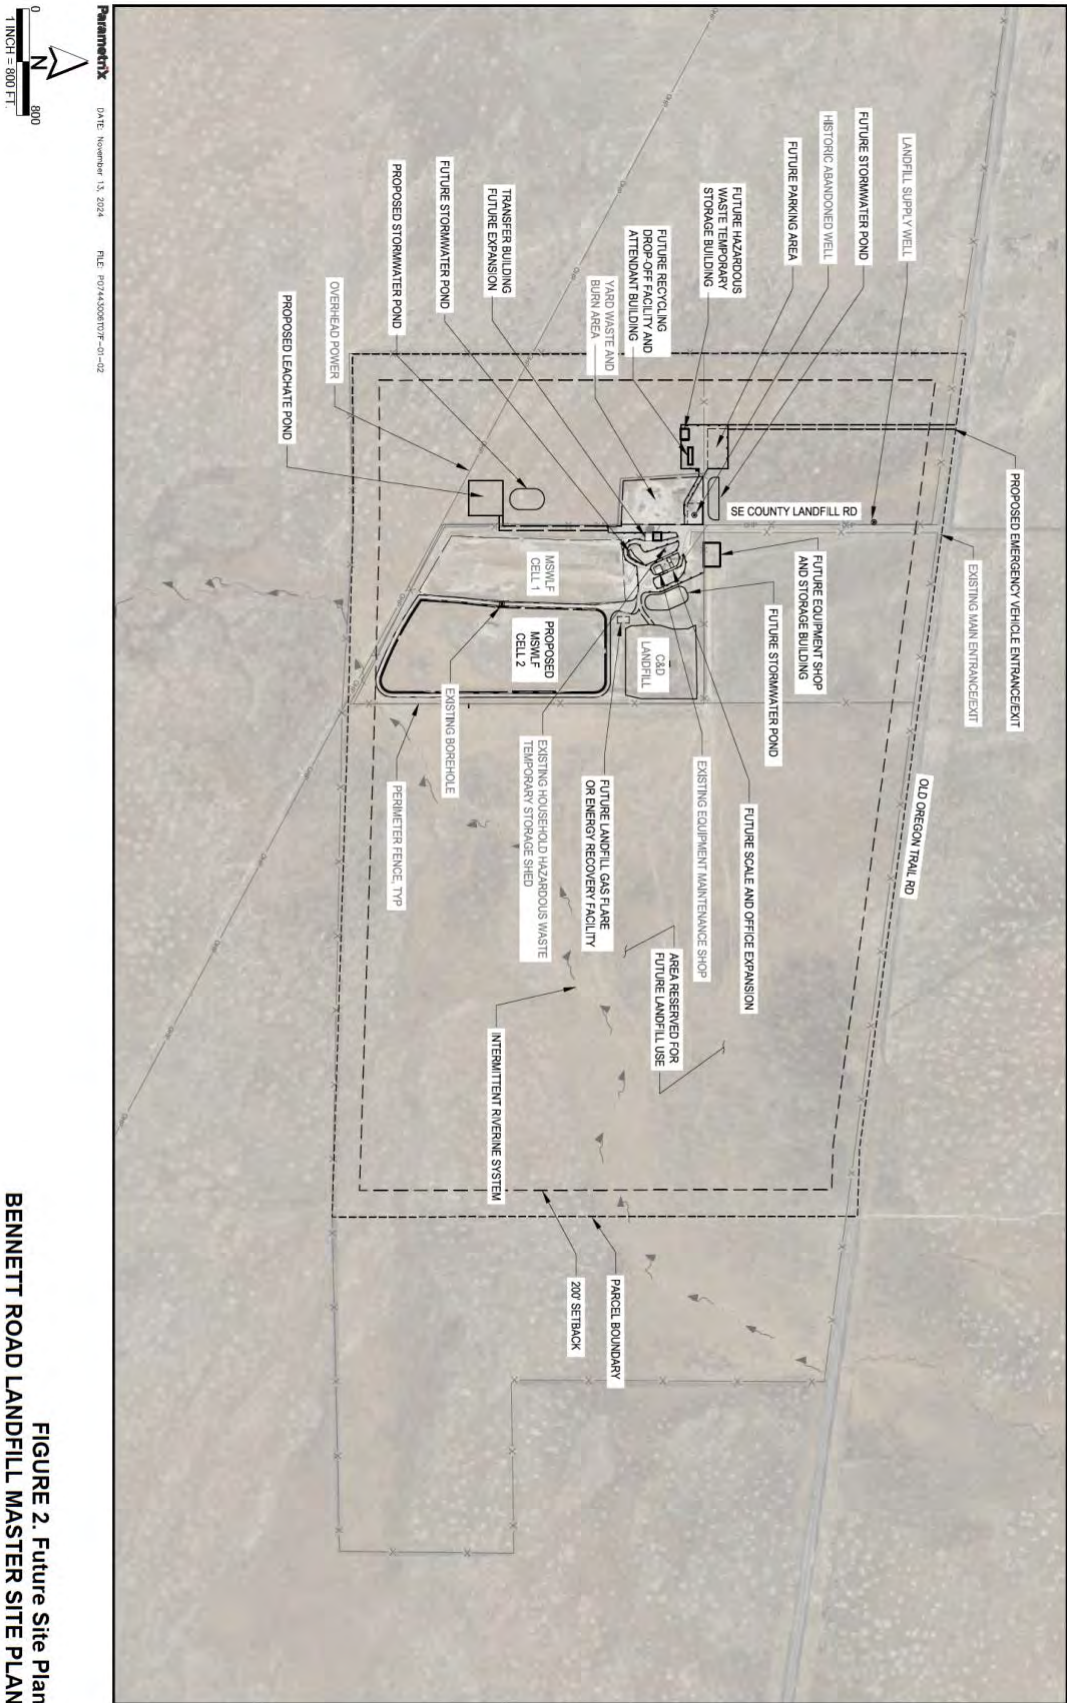 PROPOSED EMERGENCY VEHICLE ENTRANCE/EXIT
EXISTING MAIN ENTRANCE/EXIT
OLD OREGON TRAIL RD
LANDFILL SUPPLY WELL
FUTURE STORMWATER POND
HISTORIC ABANDONED WELL
FUTURE PARKING AREA
FUTURE HAZARDOUS
WASTE TEMPORARY
STORAGE BUILDING
FUTURE RECYCLING
DROP-OFF FACILITY AND
ATTENDANT BUILDING
YARD WASTE AND
BURN AREA
TRANSFER BUILDING
FUTURE EXPANSION
FUTURE STORMWATER POND
PROPOSED STORMWATER POND
OVERHEAD POWER
PROPOSED LEACHATE POND
SE COUNTY LANDFILL RD
FUTURE EQUIPMENT SHOP
AND STORAGE BUILDING
FUTURE STORMWATER POND
FUTURE SCALE AND OFFICE EXPANSION
EXISTING EQUIPMENT MAINTENANCE SHOP
C&D
LANDFILL
FUTURE LANDFILL GAS FLARE
OR ENERGY RECOVERY FACILITY
EXISTING HOUSEHOLD HAZARDOUS WASTE
TEMPORARY STORAGE SHED
MSWLF
CELL 1
PROPOSED
MSWLF
CELL 2
EXISTING BOREHOLE
PERIMETER FENCE, TYP
AREA RESERVED FOR
FUTURE LANDFILL USE
INTERMITTENT RIVERINE SYSTEM
PARCEL BOUNDARY
200' SETBACK
Parametrix
DATE: November 13, 2024
FILE: P07443006T07F-01-02
N
0 800
1 INCH = 800 FT.
FIGURE 2. Future Site Plan
BENNETT ROAD LANDFILL MASTER SITE PLAN